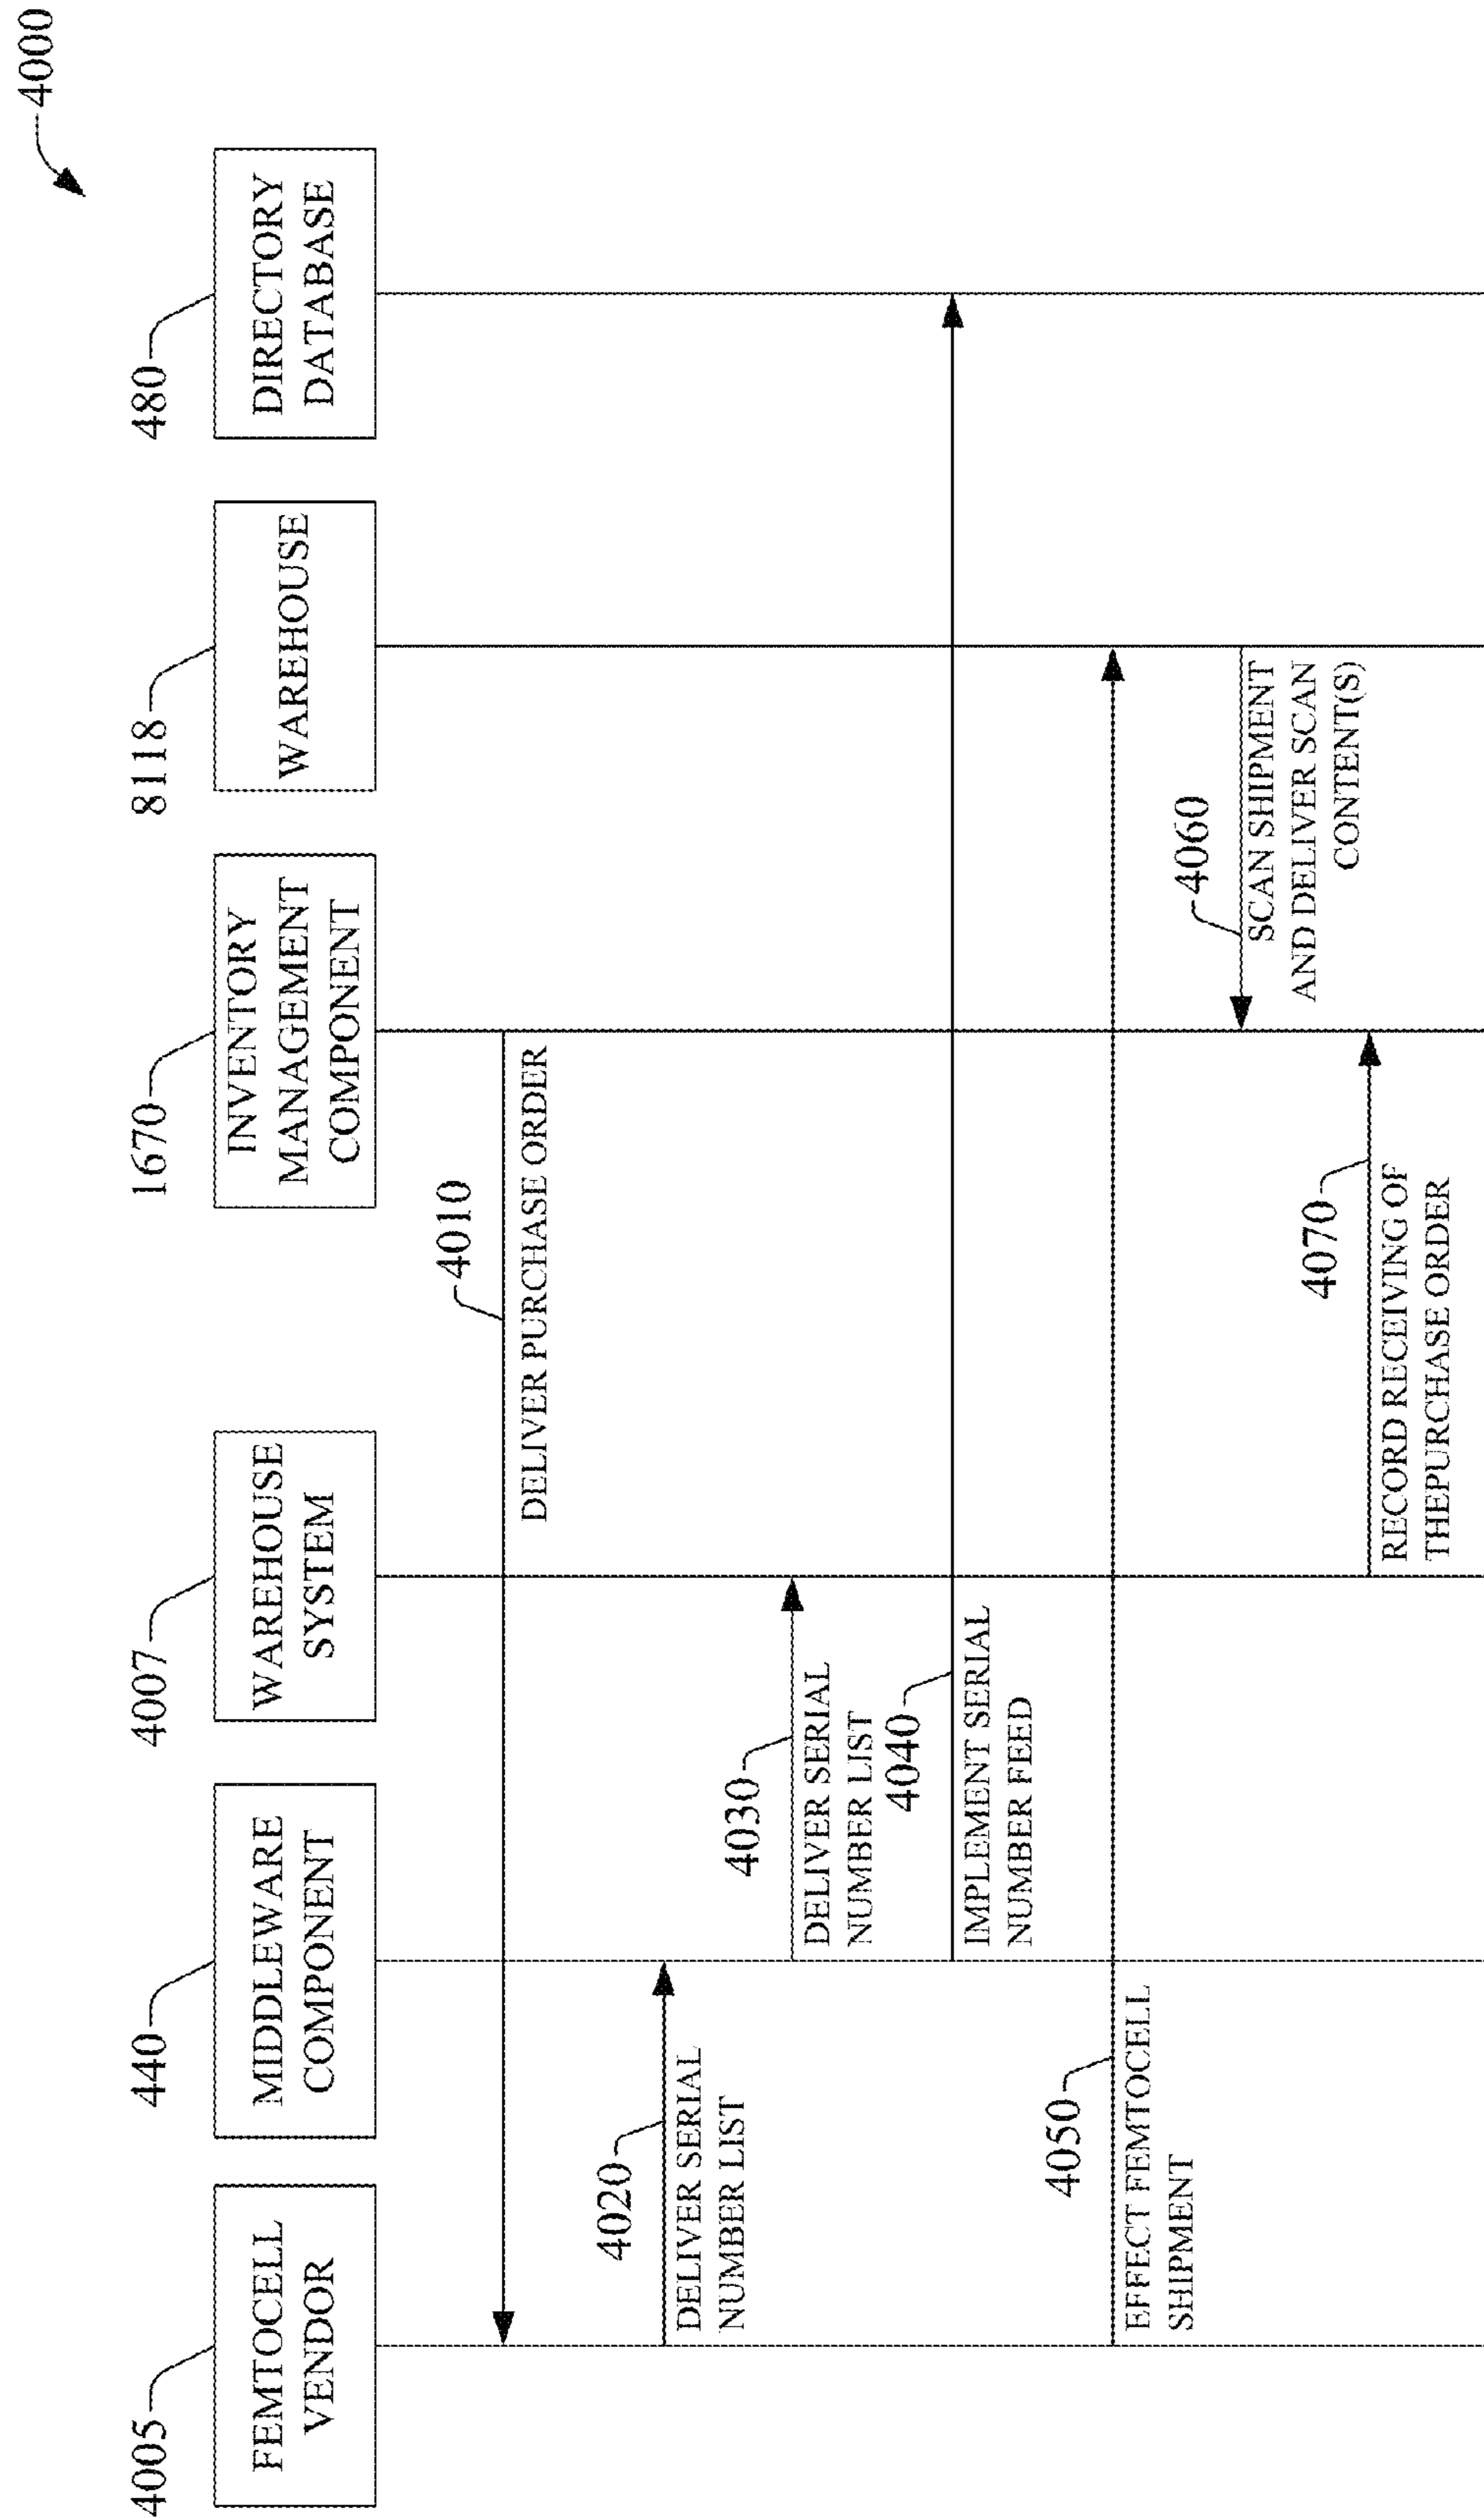 4000
4005
FEMTOCELL
VENDOR
440
MIDDLEWARE
COMPONENT
4007
WAREHOUSE
SYSTEM
1670
INVENTORY
MANAGEMENT
COMPONENT
8118
WAREHOUSE
480
DIRECTORY
DATABASE
4010
DELIVER PURCHASE ORDER
4020
DELIVER SERIAL
NUMBER LIST
4030
DELIVER SERIAL
NUMBER LIST
4040
IMPLEMENT SERIAL
NUMBER FEED
4050
EFFECT FEMTOCELL
SHIPMENT
4060
SCAN SHIPMENT
AND DELIVER SCAN
CONTENT(S)
4070
RECORD RECEIVING OF
THEPURCHASE ORDER